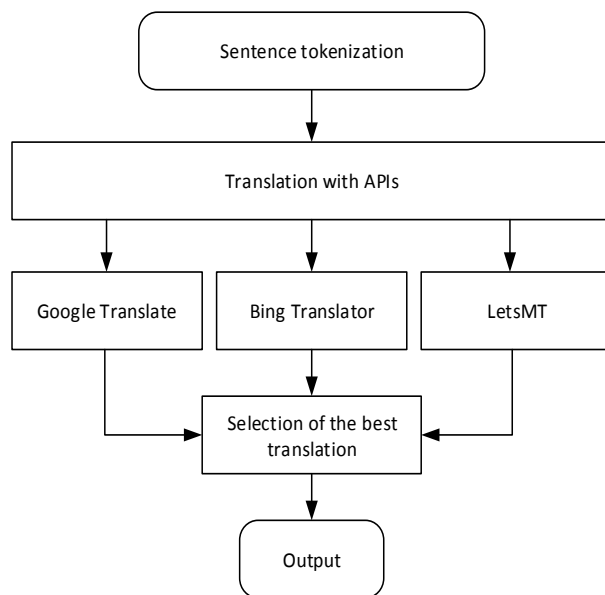 Sentence tokenization
Translation with APIs
Google Translate
Bing Translator
LetsMT
Selection of the best
translation
Output